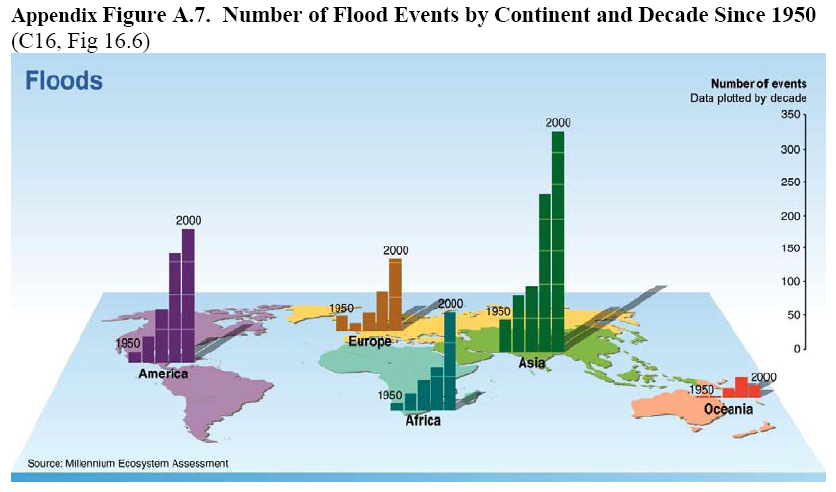 Appendix Figure A.7. Number of Flood Events by Continent and Decade Since 1950
(C16, Fig 16.6)
Floods
Number of events
Data plotted by decade
350
300
250
200
150
100
50
0
2000
1950
America
2000
1950
Europe
2000
1950
Africa
2000
1950
Asia
2000
1950
Oceania
Source: Millennium Ecosystem Assessment